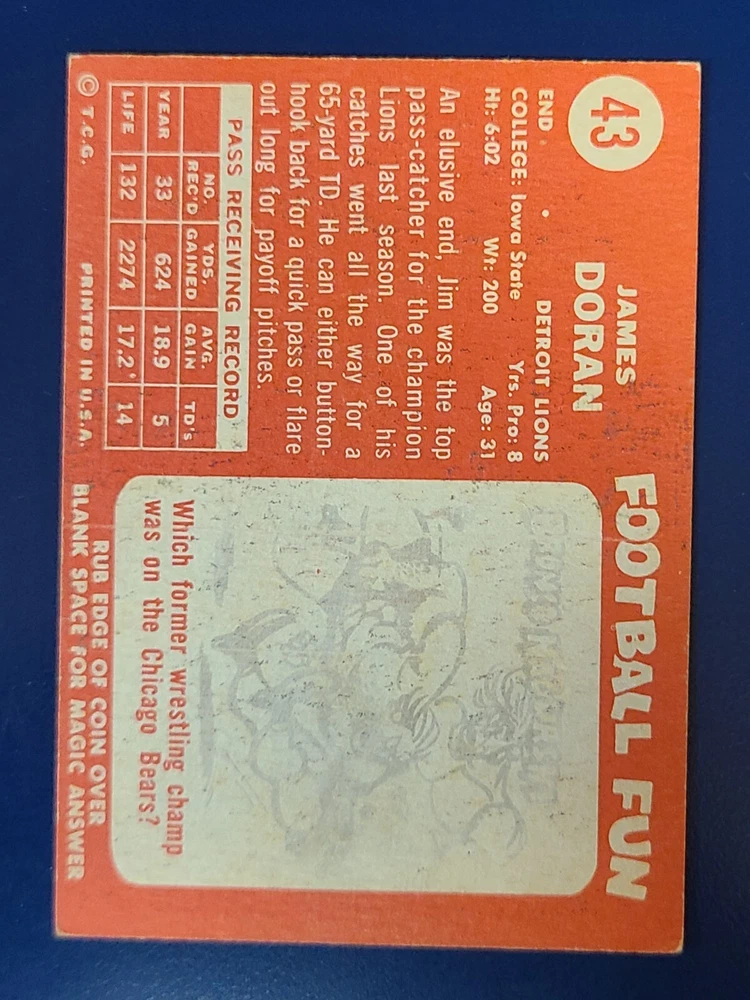 43
JAMES
DORAN
END
DETROIT LIONS
COLLEGE: Iowa State
Yrs. Pro: 8
Ht: 6:02
Wt: 200
Age: 31
An elusive end, Jim was the top
pass-catcher for the champion
Lions last season. One of his
catches went all the way for a
65-yard TD. He can either button-
hook back for a quick pass or flare
out long for payoff pitches.
PASS RECEIVING RECORD
NO. REC'D YDS. GAINED AVG. GAIN TD's
YEAR 33 624 18.9 5
LIFE 132 2274 17.2 14
© T.C.G.
PRINTED IN U.S.A.
FOOTBALL FUN
BRONKO NAGURSKI
Which former wrestling champ
was on the Chicago Bears?
RUB EDGE OF COIN OVER
BLANK SPACE FOR MAGIC ANSWER